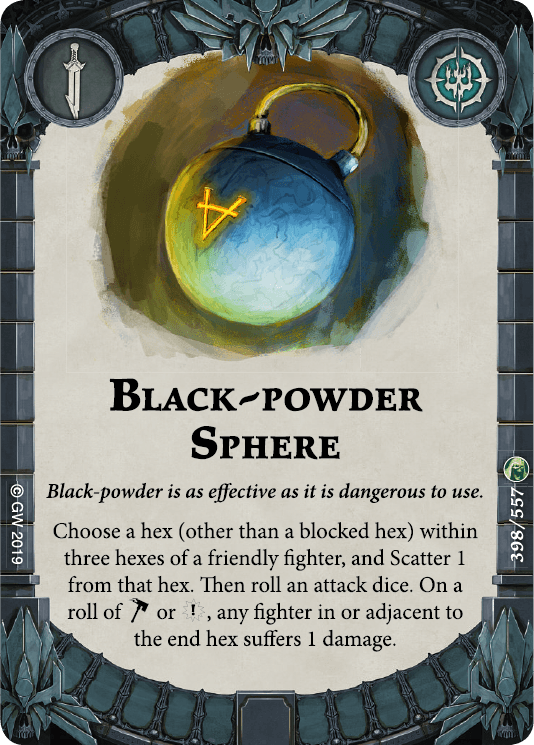 Black~powder
Sphere
Black-powder is as effective as it is dangerous to use.
Choose a hex (other than a blocked hex) within
three hexes of a friendly fighter, and Scatter 1
from that hex. Then roll an attack dice. On a
roll of or ! , any fighter in or adjacent to
the end hex suffers 1 damage.
© GW 2019
398/557